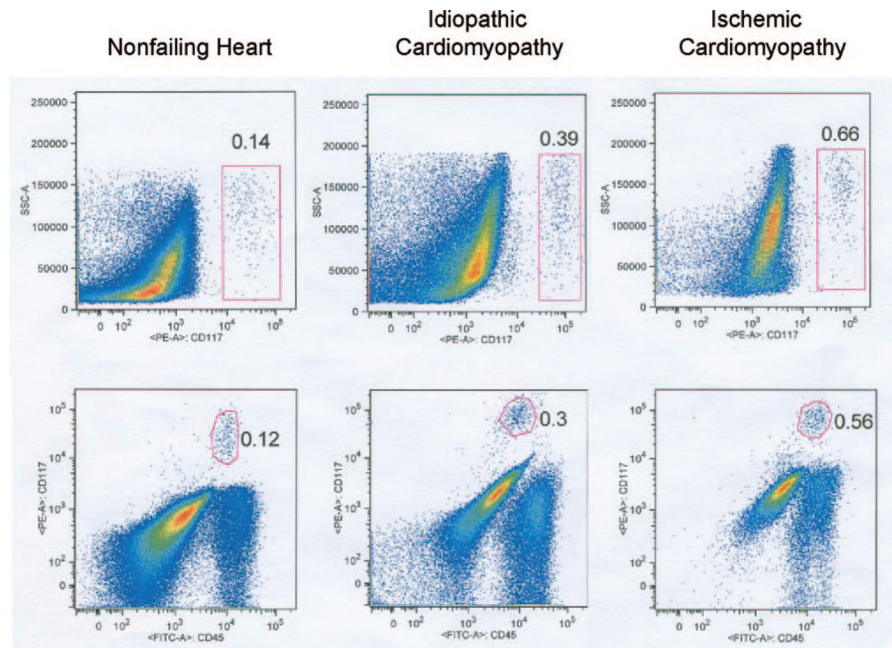 Nonfailing Heart
Idiopathic
Cardiomyopathy
Ischemic
Cardiomyopathy
250000
200000
150000
100000
50000
0
SSC-A
0.14
0 10² 10³ 10⁴ 10⁵
<PE-A>: CD117
250000
200000
150000
100000
50000
0
SSC-A
0.39
0 10² 10³ 10⁴ 10⁵
<PE-A>: CD117
250000
200000
150000
100000
50000
0
SSC-A
0.66
0 10² 10³ 10⁴ 10⁵
<PE-A>: CD117
10⁵
10⁴
10³
10²
0
<PE-A>: CD117
0.12
0 10² 10³ 10⁴ 10⁵
<FITC-A>: CD45
10⁵
10⁴
10³
10²
0
<PE-A>: CD117
0.3
0 10² 10³ 10⁴ 10⁵
<FITC-A>: CD45
10⁵
10⁴
10³
10²
0
<PE-A>: CD117
0.56
0 10² 10³ 10⁴ 10⁵
<FITC-A>: CD45